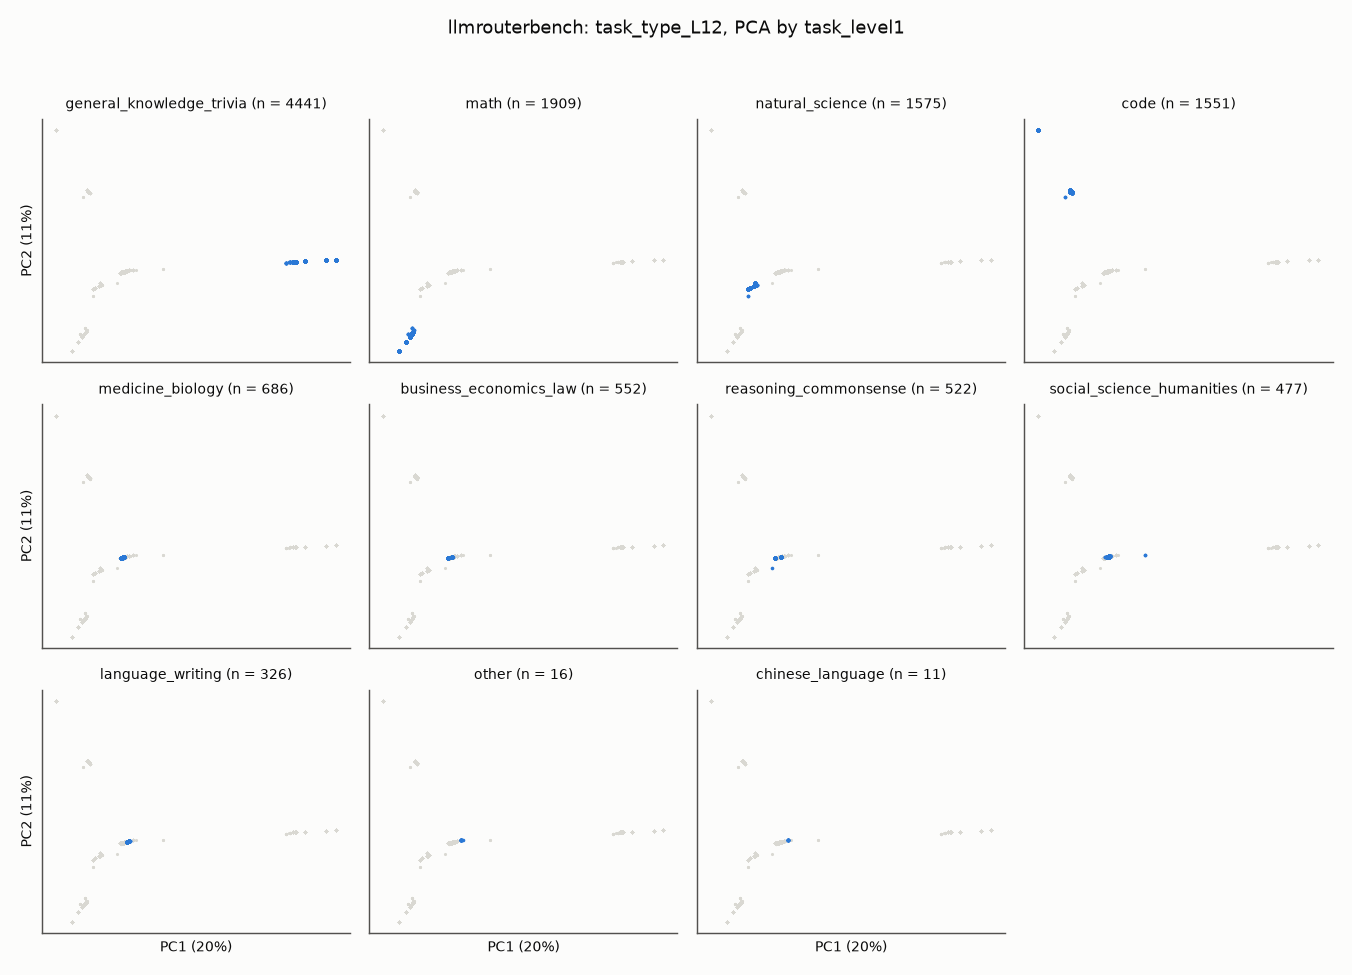 llmrouterbench: task_type_L12, PCA by task_level1
general_knowledge_trivia (n = 4441)
math (n = 1909)
natural_science (n = 1575)
code (n = 1551)
PC2 (11%)
medicine_biology (n = 686)
business_economics_law (n = 552)
reasoning_commonsense (n = 522)
social_science_humanities (n = 477)
PC2 (11%)
language_writing (n = 326)
other (n = 16)
chinese_language (n = 11)
PC2 (11%)
PC1 (20%)
PC1 (20%)
PC1 (20%)